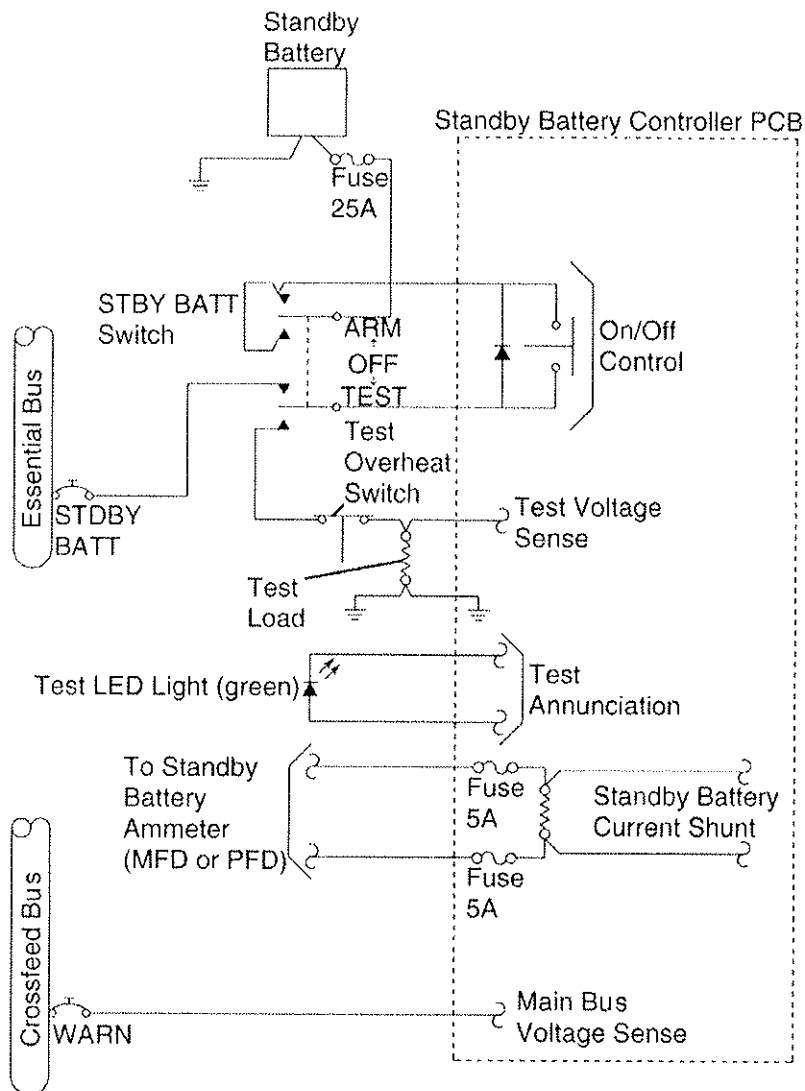 Standby
Battery
Standby Battery Controller PCB
Fuse
25A
STBY BATT
Switch
ARM
OFF
TEST
On/Off
Control
Test
Overheat
Switch
Essential Bus
STDBY
BATT
Test Voltage
Sense
Test
Load
Test LED Light (green)
Test
Annunciation
To Standby
Battery
Ammeter
(MFD or PFD)
Fuse
5A
Standby Battery
Current Shunt
Fuse
5A
Crossfeed Bus
WARN
Main Bus
Voltage Sense